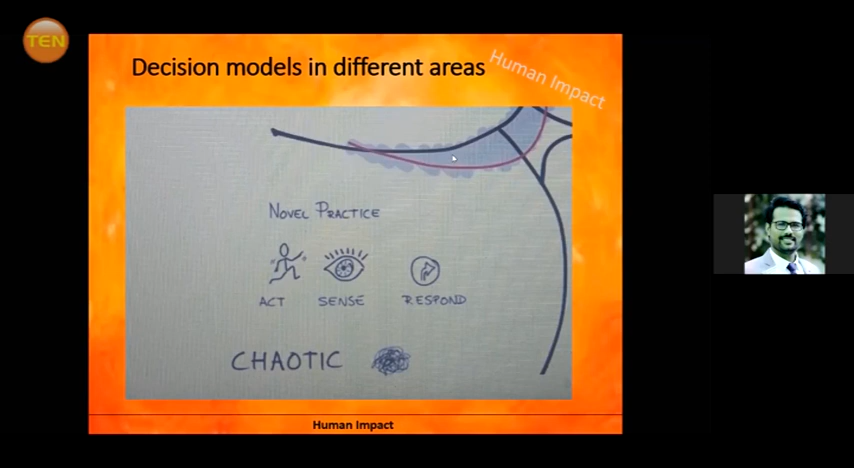 TEN
Decision models in different areas
Human Impact
NOVEL PRACTICE
ACT SENSE RESPOND
CHAOTIC
Human Impact